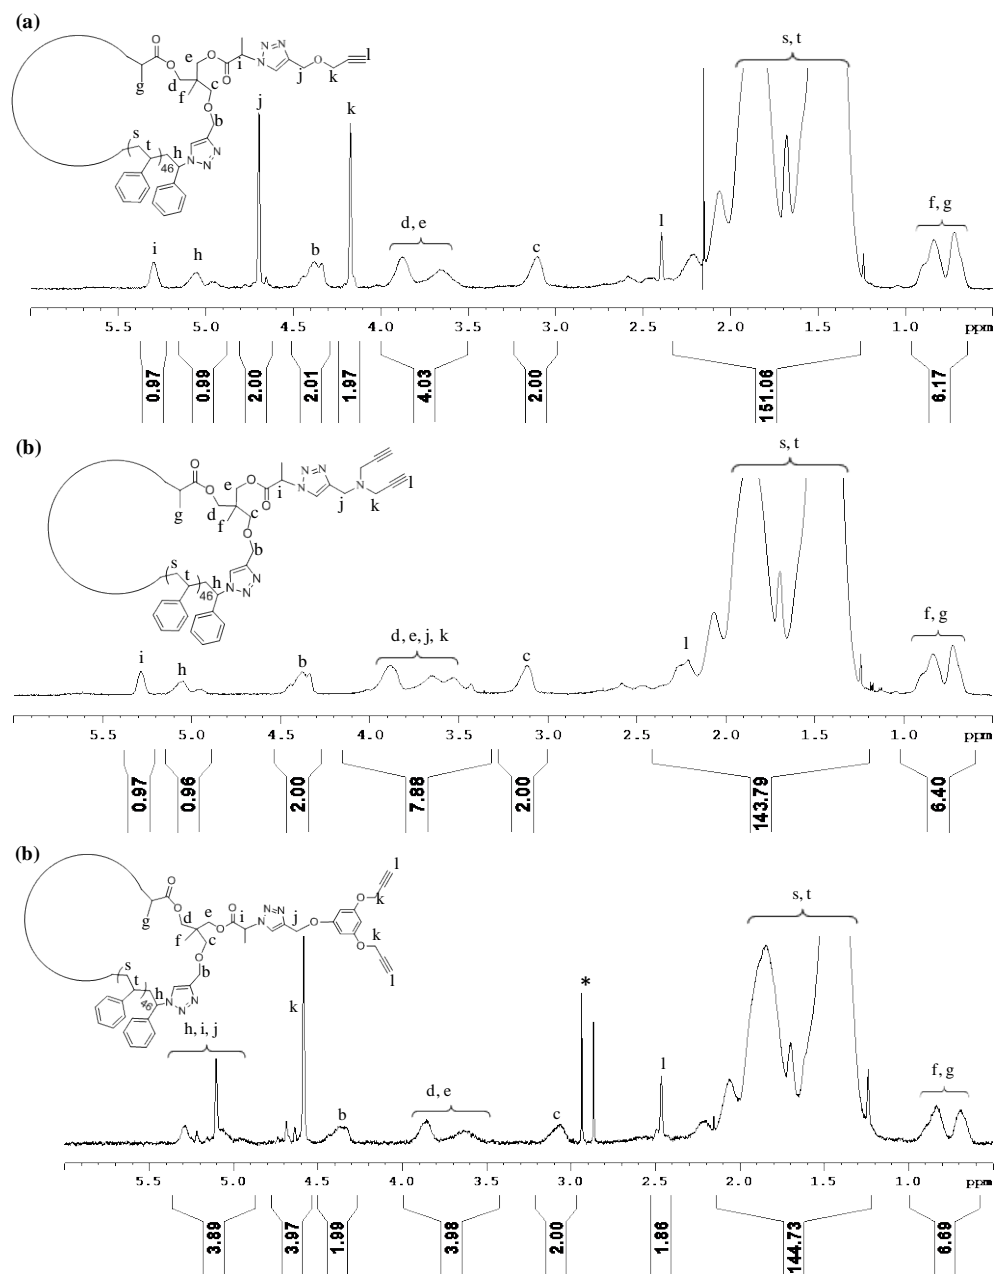 (a)
O
O
e
O
O
i
N
N=N
O
l
j
k
g
d
f
c
O
b
s
t
46
h
N
N=N
s, t
j
k
d, e
f, g
i
h
b
c
l
5.5 5.0 4.5 4.0 3.5 3.0 2.5 2.0 1.5 1.0 ppm
0.97 0.99 2.00 2.01 1.97 4.03 2.00 151.06 6.17
(b)
O
O
e
O
O
i
N
N=N
N
l
j
k
g
d
f
c
O
b
s
t
46
h
N
N=N
s, t
d, e, j, k
f, g
i
h
b
c
l
5.5 5.0 4.5 4.0 3.5 3.0 2.5 2.0 1.5 1.0 ppm
0.97 0.96 2.00 7.88 2.00 143.79 6.40
(b)
O
O
d
e
O
O
i
N
N=N
j
O
O
k
l
O
k
l
g
f
c
O
b
s
t
46
h
N
N=N
s, t
*
h, i, j
k
d, e
f, g
b
c
l
5.5 5.0 4.5 4.0 3.5 3.0 2.5 2.0 1.5 1.0 ppm
3.89 3.97 1.99 3.98 2.00 1.86 144.73 6.69